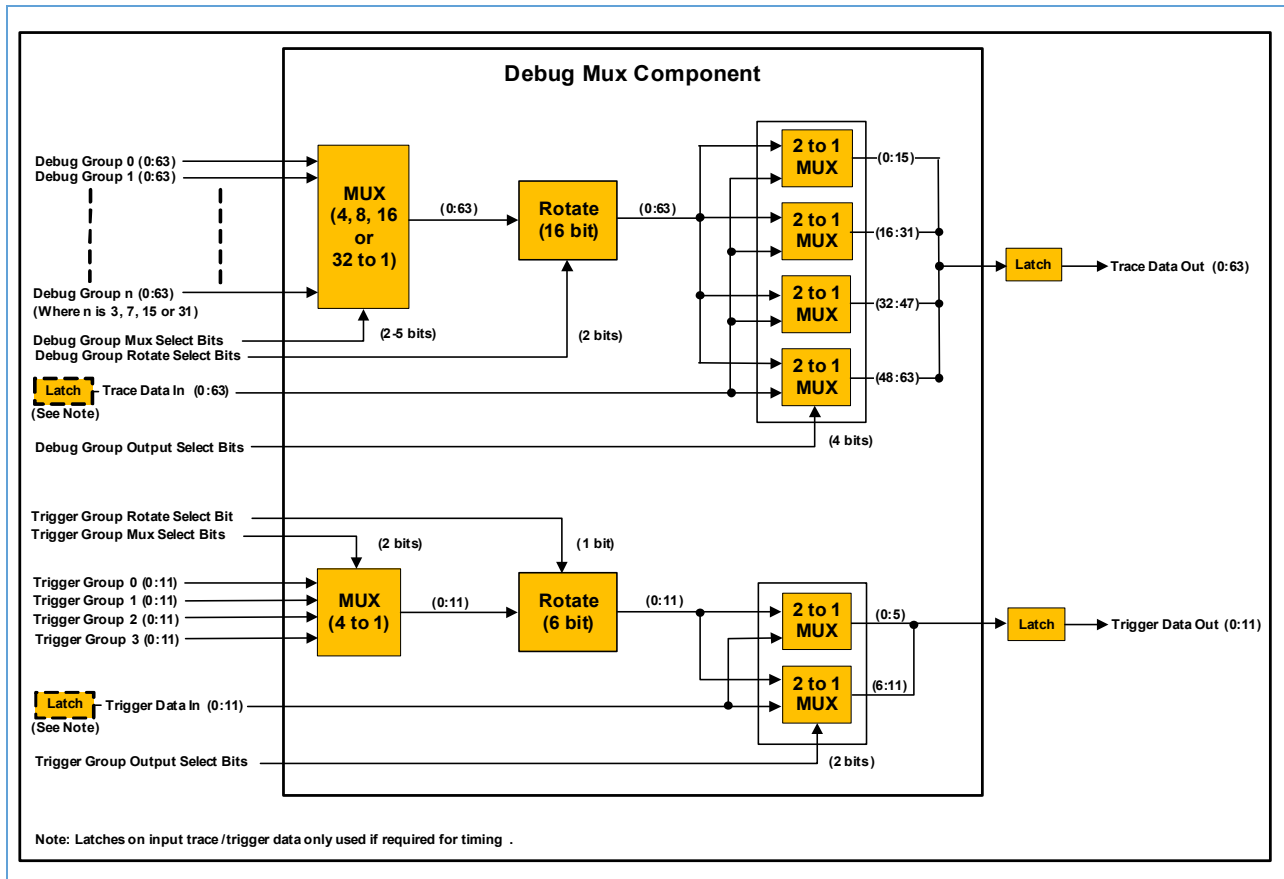 Debug Mux Component
Debug Group 0 (0:63)
Debug Group 1 (0:63)
Debug Group n (0:63)
(Where n is 3, 7, 15 or 31)
Debug Group Mux Select Bits
Debug Group Rotate Select Bits
MUX
(4, 8, 16
or
32 to 1)
(2-5 bits)
(0:63)
Rotate
(16 bit)
(2 bits)
(0:63)
2 to 1
MUX
(0:15)
2 to 1
MUX
(16:31)
2 to 1
MUX
(32:47)
2 to 1
MUX
(48:63)
(4 bits)
Latch
Trace Data Out (0:63)
Latch
Trace Data In (0:63)
(See Note)
Debug Group Output Select Bits
Trigger Group Rotate Select Bit
Trigger Group Mux Select Bits
(2 bits)
(1 bit)
Trigger Group 0 (0:11)
Trigger Group 1 (0:11)
Trigger Group 2 (0:11)
Trigger Group 3 (0:11)
MUX
(4 to 1)
(0:11)
Rotate
(6 bit)
(0:11)
2 to 1
MUX
(0:5)
2 to 1
MUX
(6:11)
(2 bits)
Latch
Trigger Data Out (0:11)
Latch
Trigger Data In (0:11)
(See Note)
Trigger Group Output Select Bits
Note: Latches on input trace /trigger data only used if required for timing .